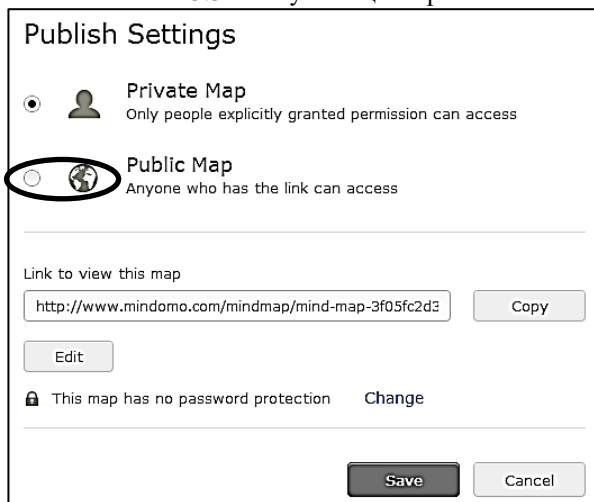 Publish Settings
Private Map
Only people explicitly granted permission can access
Public Map
Anyone who has the link can access
Link to view this map
http://www.mindomo.com/mindmap/mind-map-3f05fc2d3
Copy
Edit
This map has no password protection Change
Save Cancel